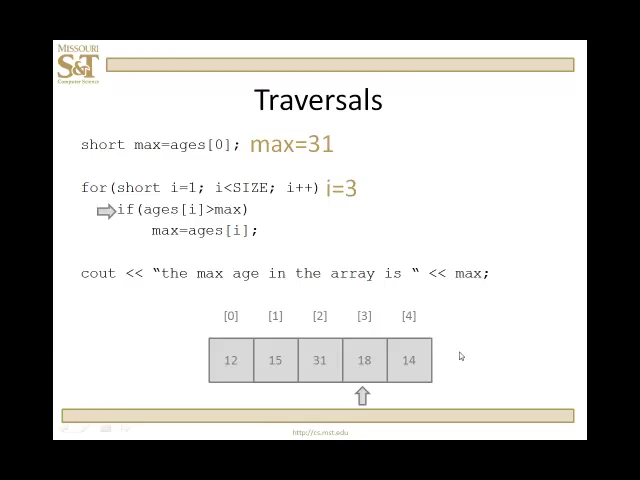 MISSOURI
S&T
Computer Science
Traversals
short max=ages[0]; max=31
for(short i=1; i<SIZE; i++) i=3
if(ages[i]>max)
max=ages[i];
cout << “the max age in the array is “ << max;
[0] [1] [2] [3] [4]
12 15 31 18 14
http://cs.mst.edu